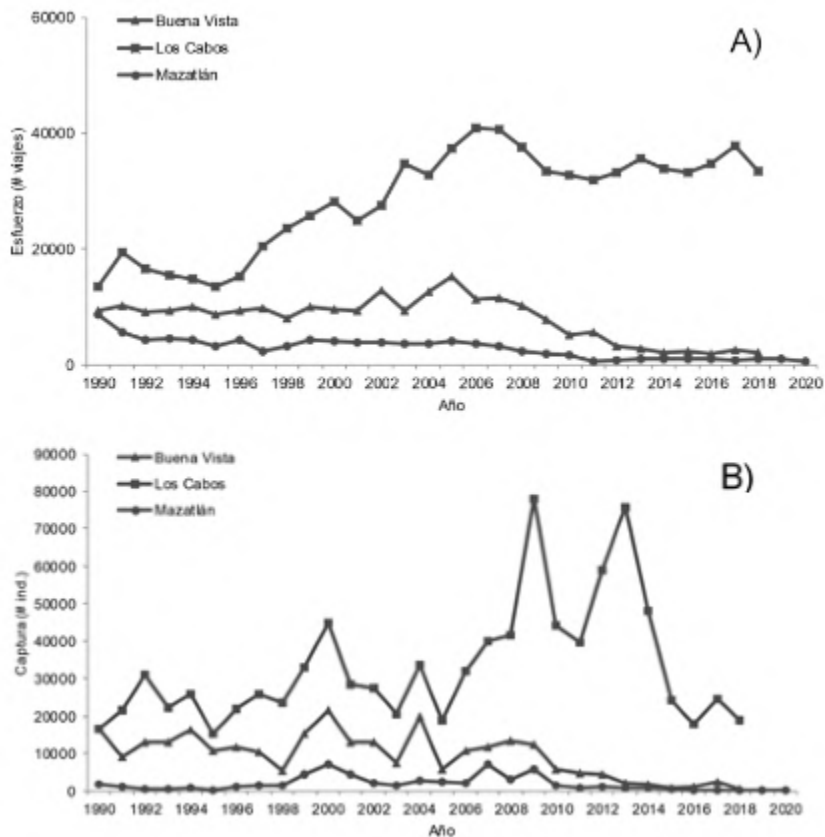 60000
40000
20000
0
Esfuerzo (# viajes)
Buena Vista
Los Cabos
Mazatlán
A)
1990 1992 1994 1996 1998 2000 2002 2004 2006 2008 2010 2012 2014 2016 2018 2020
Año
90000
80000
70000
60000
50000
40000
30000
20000
10000
0
Captura (# ind.)
Buena Vista
Los Cabos
Mazatlán
B)
1990 1992 1994 1996 1998 2000 2002 2004 2006 2008 2010 2012 2014 2016 2018 2020
Año